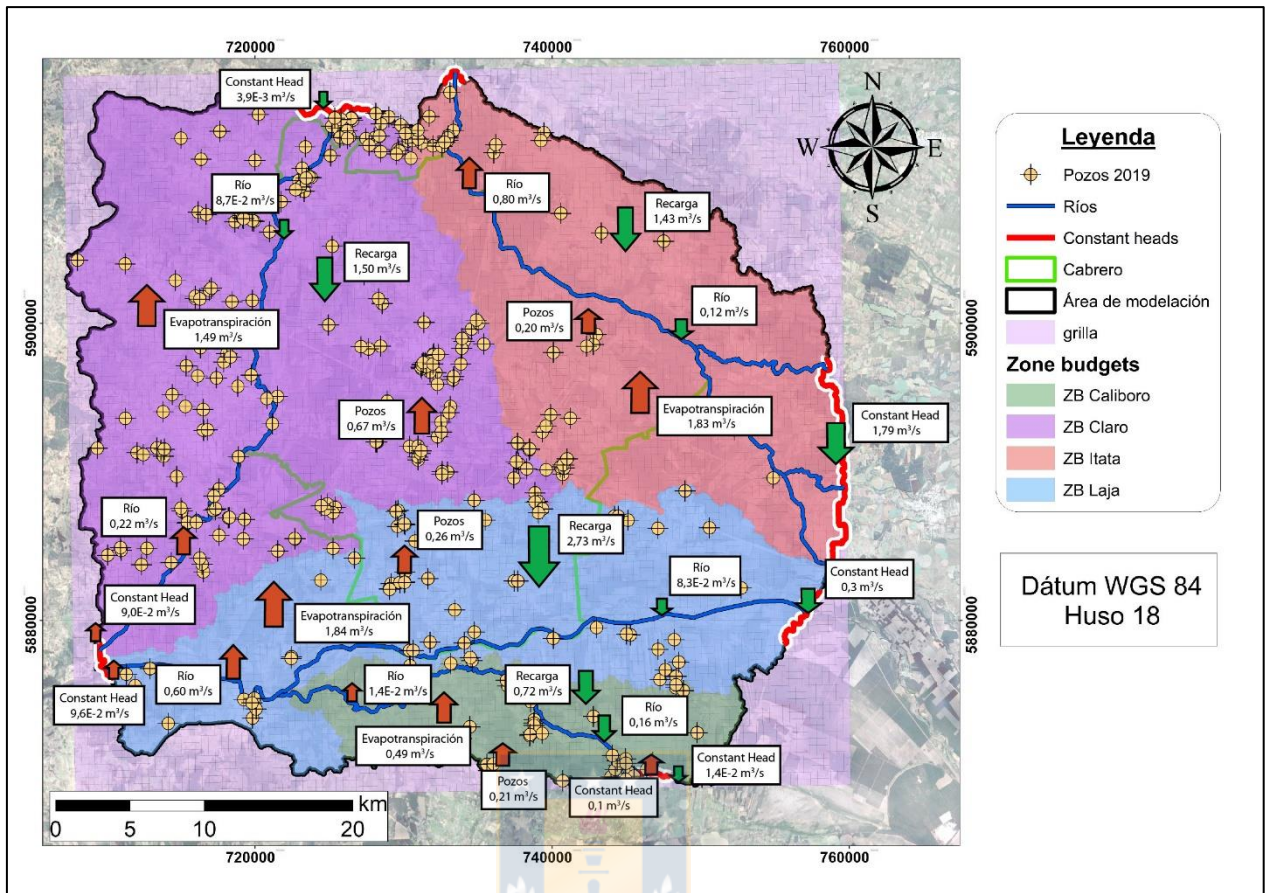 720000
740000
760000
Constant Head
3,9E-3 m³/s
Río
8,7E-2 m³/s
Río
0,80 m³/s
Recarga
1,43 m³/s
Recarga
1,50 m³/s
Evapotranspiración
1,49 m³/s
Pozos
0,20 m³/s
Río
0,12 m³/s
Pozos
0,67 m³/s
Evapotranspiración
1,83 m³/s
Constant Head
1,79 m³/s
Río
0,22 m³/s
Pozos
0,26 m³/s
Recarga
2,73 m³/s
Río
8,3E-2 m³/s
Constant Head
0,3 m³/s
Constant Head
9,0E-2 m³/s
Evapotranspiración
1,84 m³/s
Constant Head
9,6E-2 m³/s
Río
0,60 m³/s
Río
1,4E-2 m³/s
Recarga
0,72 m³/s
Río
0,16 m³/s
Evapotranspiración
0,49 m³/s
Pozos
0,21 m³/s
Constant Head
0,1 m³/s
Constant Head
1,4E-2 m³/s
N
W
E
S
5900000
5880000
5900000
5880000
km
0 5 10 20
720000
740000
760000
Leyenda
Pozos 2019
Ríos
Constant heads
Cabrero
Área de modelación
grilla
Zone budgets
ZB Caliboro
ZB Claro
ZB Itata
ZB Laja
Dátum WGS 84
Huso 18